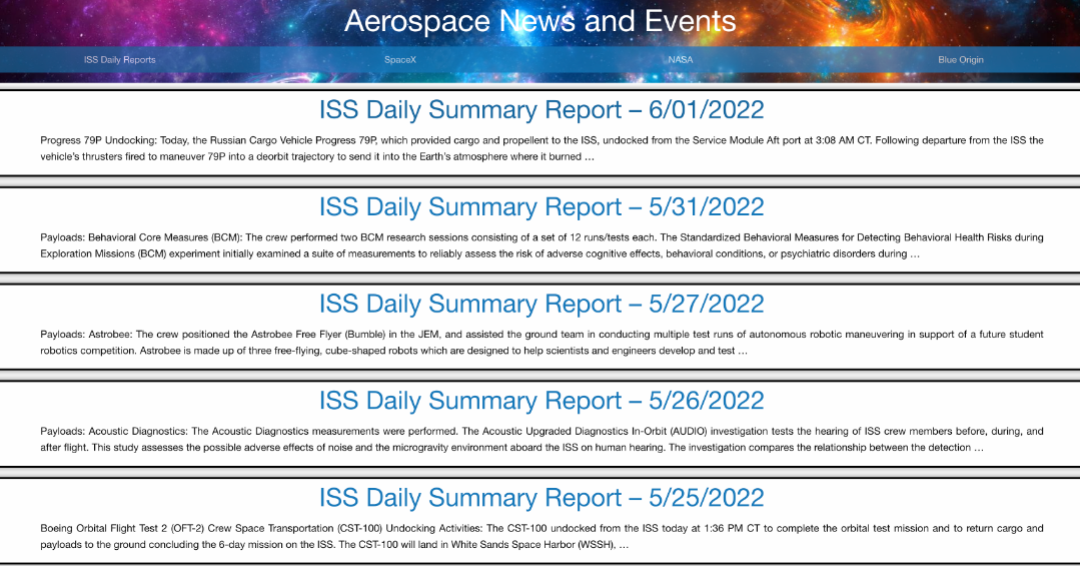 Aerospace News and Events
ISS Daily Reports SpaceX NASA Blue Origin
ISS Daily Summary Report – 6/01/2022
Progress 79P Undocking: Today, the Russian Cargo Vehicle Progress 79P, which provided cargo and propellent to the ISS, undocked from the Service Module Aft port at 3:08 AM CT. Following departure from the ISS the
vehicle's thrusters fired to maneuver 79P into a deorbit trajectory to send it into the Earth's atmosphere where it burned …
ISS Daily Summary Report – 5/31/2022
Payloads: Behavioral Core Measures (BCM): The crew performed two BCM research sessions consisting of a set of 12 runs/tests each. The Standardized Behavioral Measures for Detecting Behavioral Health Risks during
Exploration Missions (BCM) experiment initially examined a suite of measurements to reliably assess the risk of adverse cognitive effects, behavioral conditions, or psychiatric disorders during …
ISS Daily Summary Report – 5/27/2022
Payloads: Astrobee: The crew positioned the Astrobee Free Flyer (Bumble) in the JEM, and assisted the ground team in conducting multiple test runs of autonomous robotic maneuvering in support of a future student
robotics competition. Astrobee is made up of three free-flying, cube-shaped robots which are designed to help scientists and engineers develop and test …
ISS Daily Summary Report – 5/26/2022
Payloads: Acoustic Diagnostics: The Acoustic Diagnostics measurements were performed. The Acoustic Upgraded Diagnostics In-Orbit (AUDIO) investigation tests the hearing of ISS crew members before, during, and
after flight. This study assesses the possible adverse effects of noise and the microgravity environment aboard the ISS on human hearing. The investigation compares the relationship between the detection …
ISS Daily Summary Report – 5/25/2022
Boeing Orbital Flight Test 2 (OFT-2) Crew Space Transportation (CST-100) Undocking Activities: The CST-100 undocked from the ISS today at 1:36 PM CT to complete the orbital test mission and to return cargo and
payloads to the ground concluding the 6-day mission on the ISS. The CST-100 will land in White Sands Space Harbor (WSSH), …